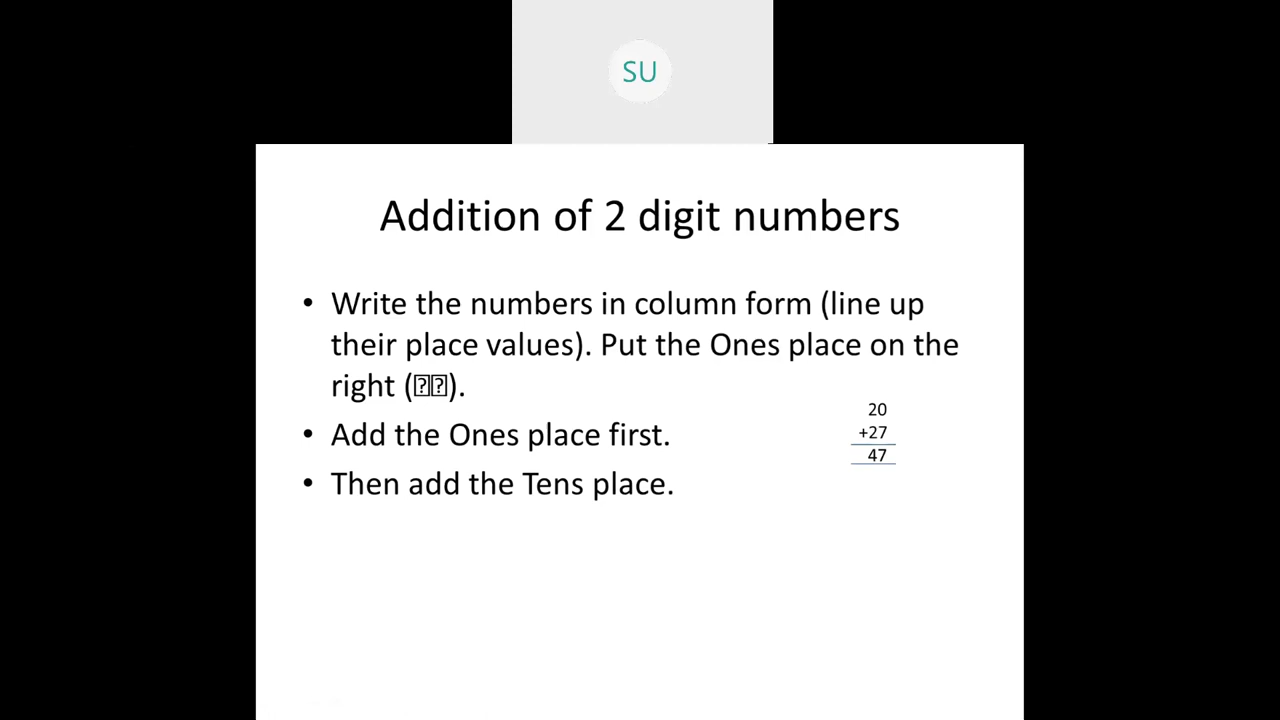 SU
Addition of 2 digit numbers
• Write the numbers in column form (line up
their place values). Put the Ones place on the
right (��).
• Add the Ones place first.
• Then add the Tens place.
20
+27
47